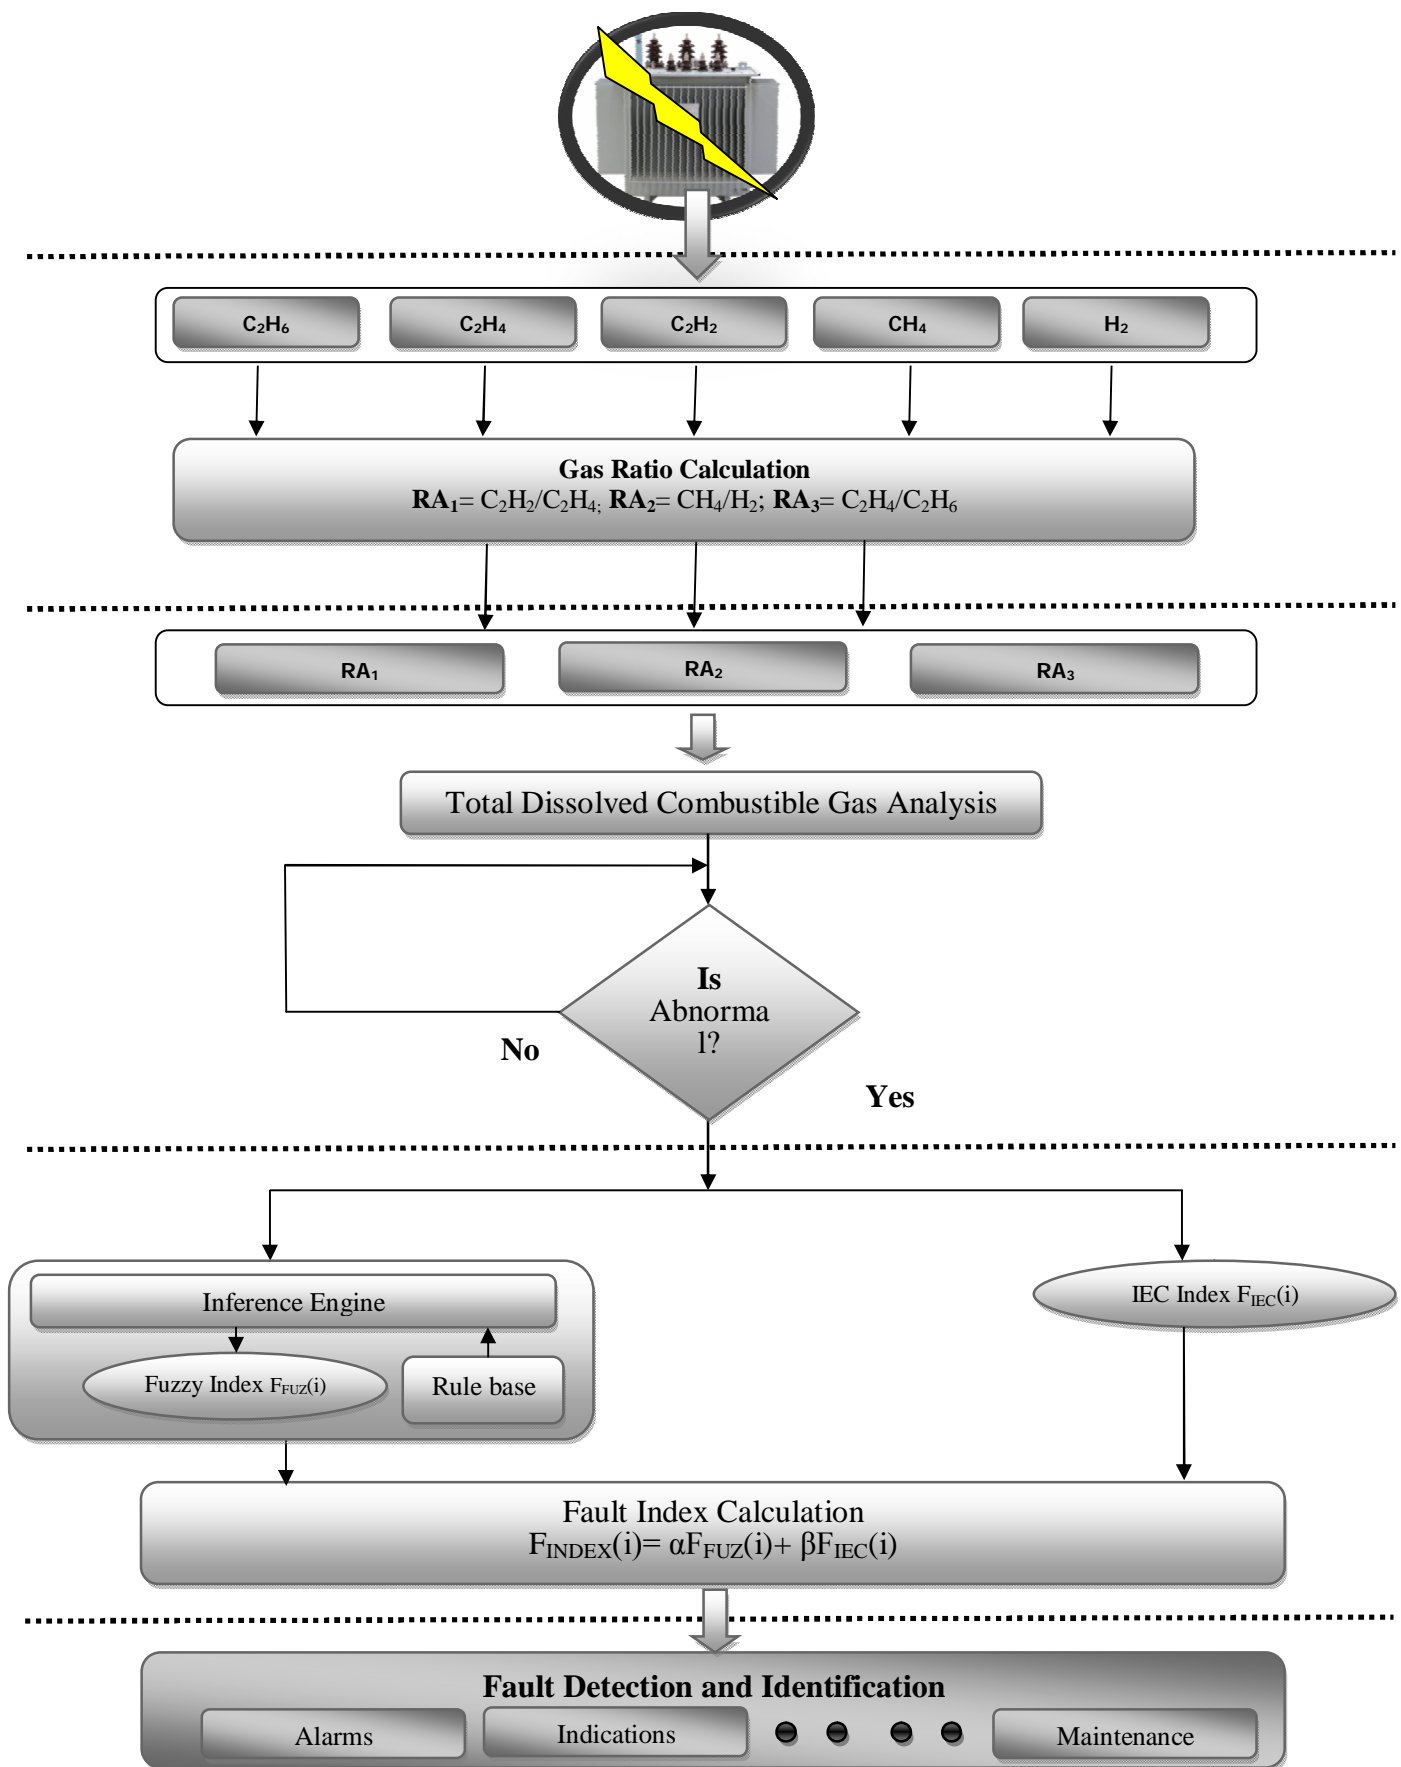 C₂H₆ C₂H₄ C₂H₂ CH₄ H₂
Gas Ratio Calculation
RA₁= C₂H₂/C₂H₄; RA₂= CH₄/H₂; RA₃= C₂H₄/C₂H₆
RA₁ RA₂ RA₃
Total Dissolved Combustible Gas Analysis
Is
Abnorma
l?
No
Yes
Inference Engine
IEC Index F_IEC(i)
Fuzzy Index F_FUZ(i)
Rule base
Fault Index Calculation
F_INDEX(i)= αF_FUZ(i)+ βF_IEC(i)
Fault Detection and Identification
Alarms
Indications
Maintenance